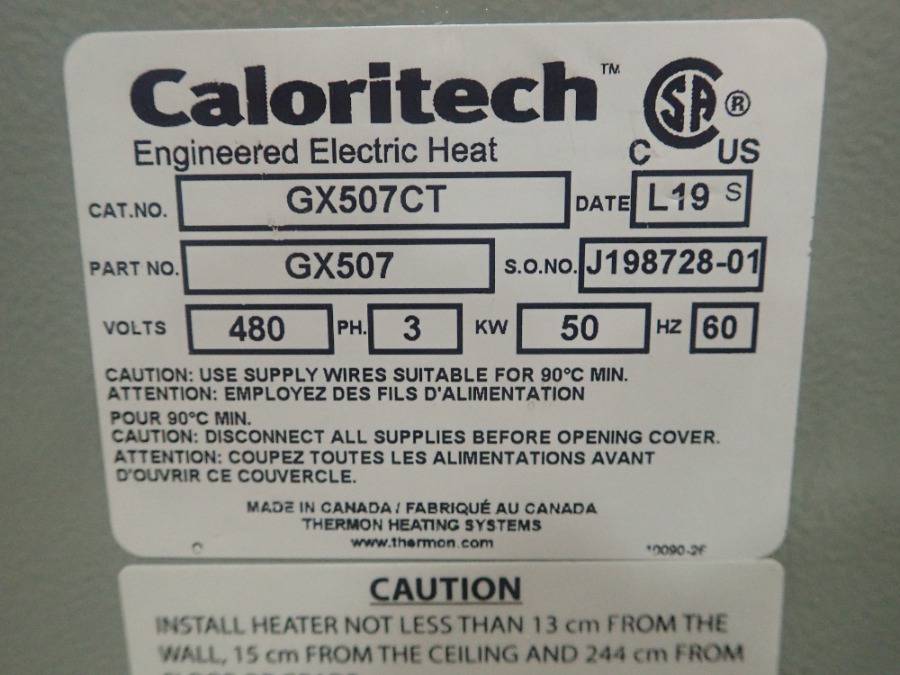 Caloritech™
Engineered Electric Heat
CSA®
C US
CAT.NO. GX507CT DATE L19 S
PART NO. GX507 S.O.NO. J198728-01
VOLTS 480 PH. 3 KW 50 HZ 60
CAUTION: USE SUPPLY WIRES SUITABLE FOR 90°C MIN.
ATTENTION: EMPLOYEZ DES FILS D'ALIMENTATION
POUR 90°C MIN.
CAUTION: DISCONNECT ALL SUPPLIES BEFORE OPENING COVER.
ATTENTION: COUPEZ TOUTES LES ALIMENTATIONS AVANT
D'OUVRIR CE COUVERCLE.
MADE IN CANADA / FABRIQUÉ AU CANADA
THERMON HEATING SYSTEMS
www.thermon.com
CAUTION
INSTALL HEATER NOT LESS THAN 13 cm FROM THE
WALL, 15 cm FROM THE CEILING AND 244 cm FROM